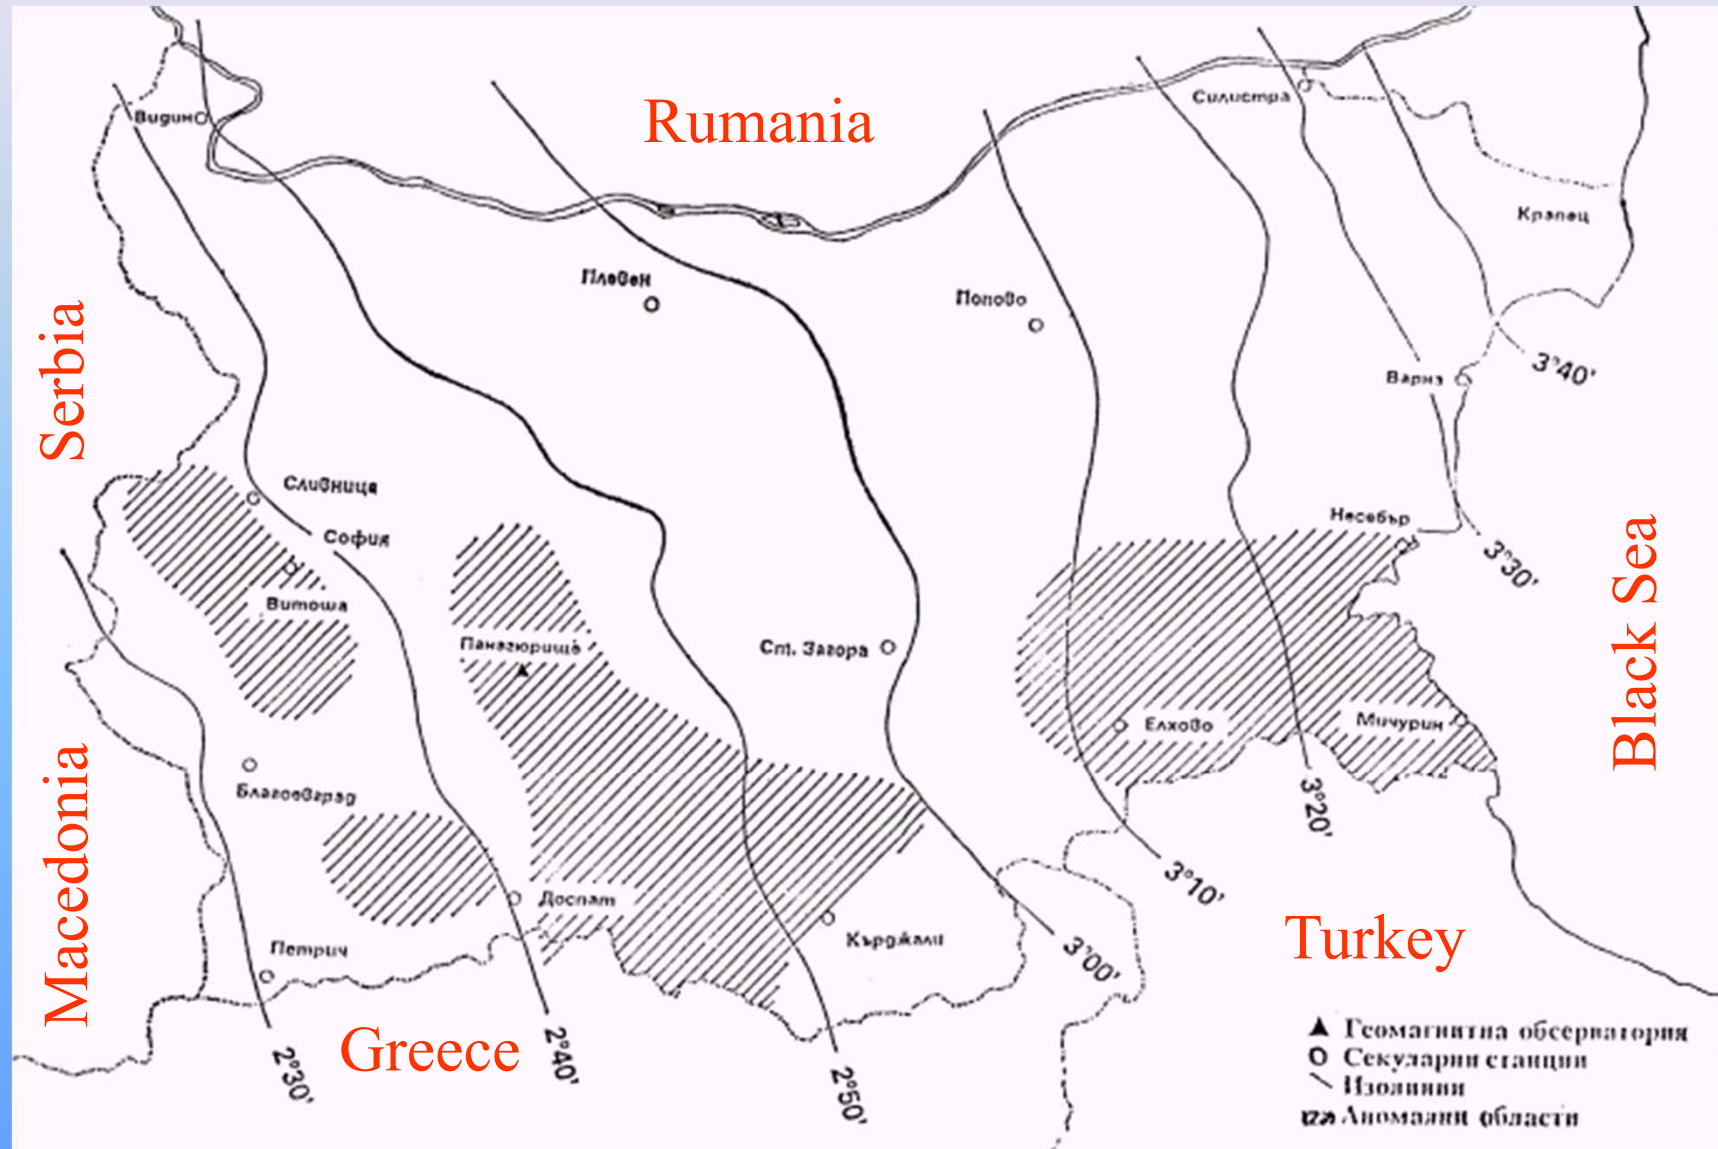 Rumania
Видин
Силистра
Крапец
Плевен
Попово
3°40'
Варна
Serbia
Сливница
София
Несебър
3°30'
Витоша
Панагюрище
Ст. Загора
Black Sea
Елхово
Мичурин
Благоевград
3°20'
Macedonia
Доспат
3°10'
Кърджали
Turkey
Петрич
3°00'
Greece
2°30'
2°40'
2°50'
Геомагнитна обсерватория
Секуларни станции
Изолинии
Аномални области